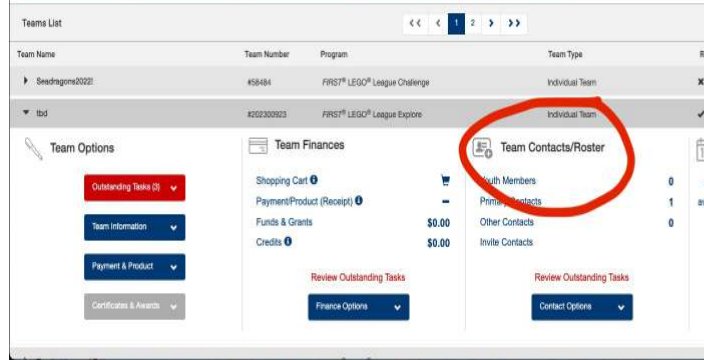 Teams List
<< < 1 2 > >>
Team Name Team Number Program Team Type R
Seadragons2022! #58484 FIRST® LEGO® League Challenge Individual Team
tbd #202300923 FIRST® LEGO® League Explore Individual Team
Team Options
Outstanding Tasks (3)
Team Information
Payment & Product
Certificates & Awards
Team Finances
Shopping Cart
Payment/Product (Receipt) –
Funds & Grants $0.00
Credits $0.00
Review Outstanding Tasks
Finance Options
Team Contacts/Roster
Youth Members 0
Primary Contacts 1
Other Contacts 0
Invite Contacts
Review Outstanding Tasks
Contact Options